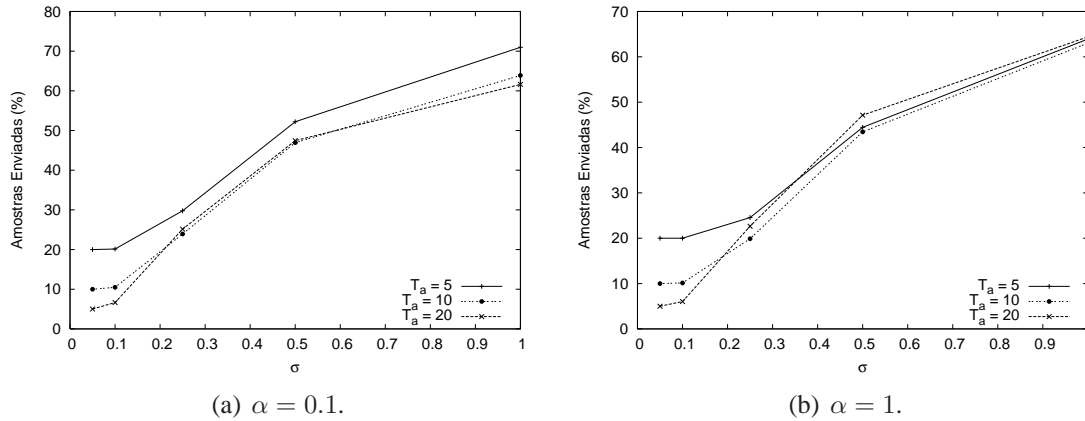 80
70
60
50
40
30
20
10
0
Amostras Enviadas (%)
0 0.1 0.2 0.3 0.4 0.5 0.6 0.7 0.8 0.9 1
σ
T_a = 5
T_a = 10
T_a = 20
(a) α = 0.1.
70
60
50
40
30
20
10
0
Amostras Enviadas (%)
0 0.1 0.2 0.3 0.4 0.5 0.6 0.7 0.8 0.9
σ
T_a = 5
T_a = 10
T_a = 20
(b) α = 1.